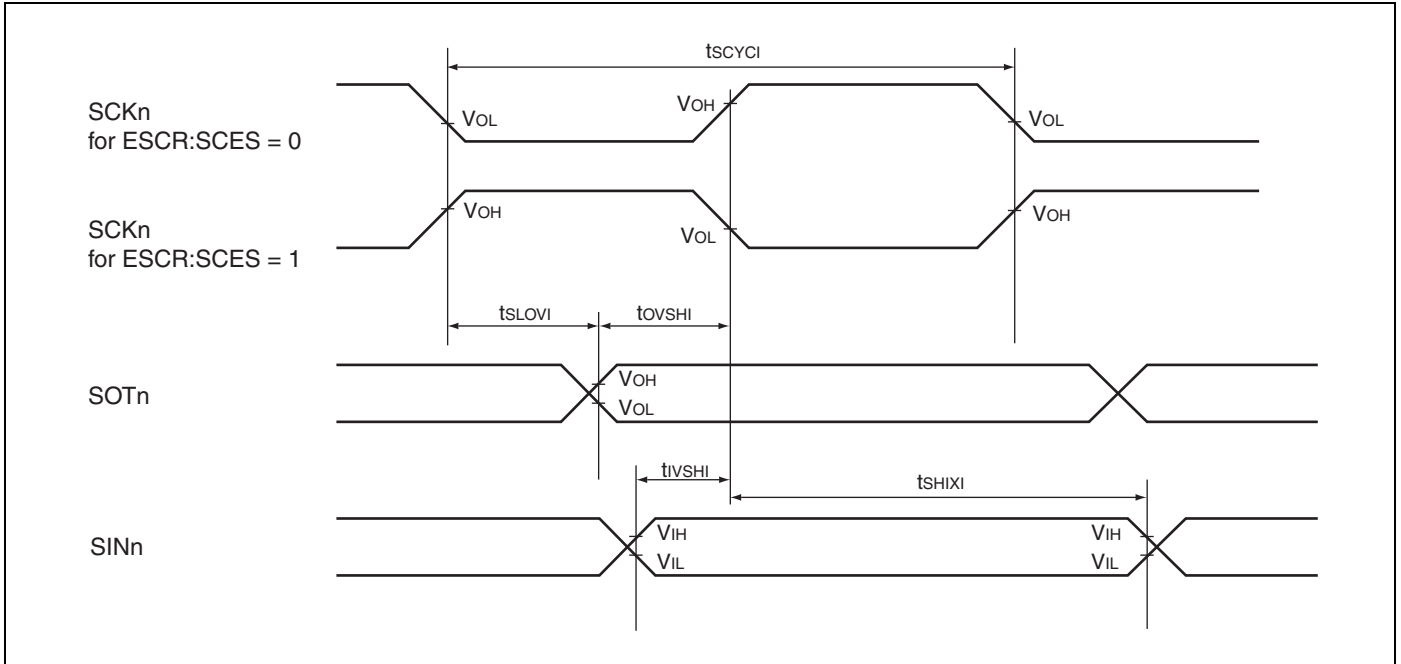 tSCYCI
SCKn
for ESCR:SCES = 0
VOL
VOH
VOL
SCKn
for ESCR:SCES = 1
VOH
VOL
VOH
tSLOVI
tOVSHI
SOTn
VOH
VOL
tIVSHI
tSHIXI
SINn
VIH
VIL
VIH
VIL